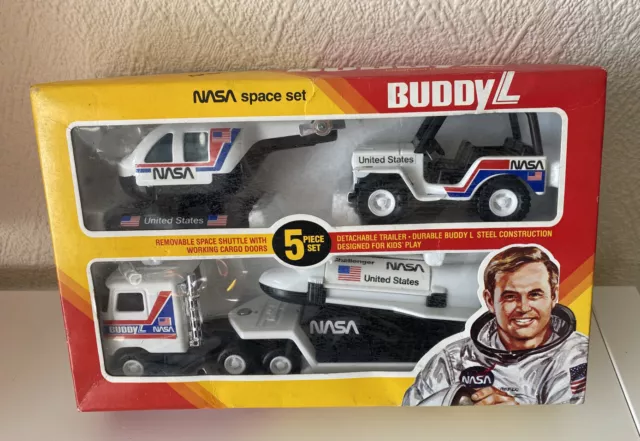 NASA space set
BUDDY L
NASA
United States
United States
NASA
REMOVABLE SPACE SHUTTLE WITH
WORKING CARGO DOORS
5 PIECE
SET
DETACHABLE TRAILER - DURABLE BUDDY L STEEL CONSTRUCTION
DESIGNED FOR KIDS' PLAY
BUDDY L
NASA
Challenger
NASA
United States
NASA
NASA